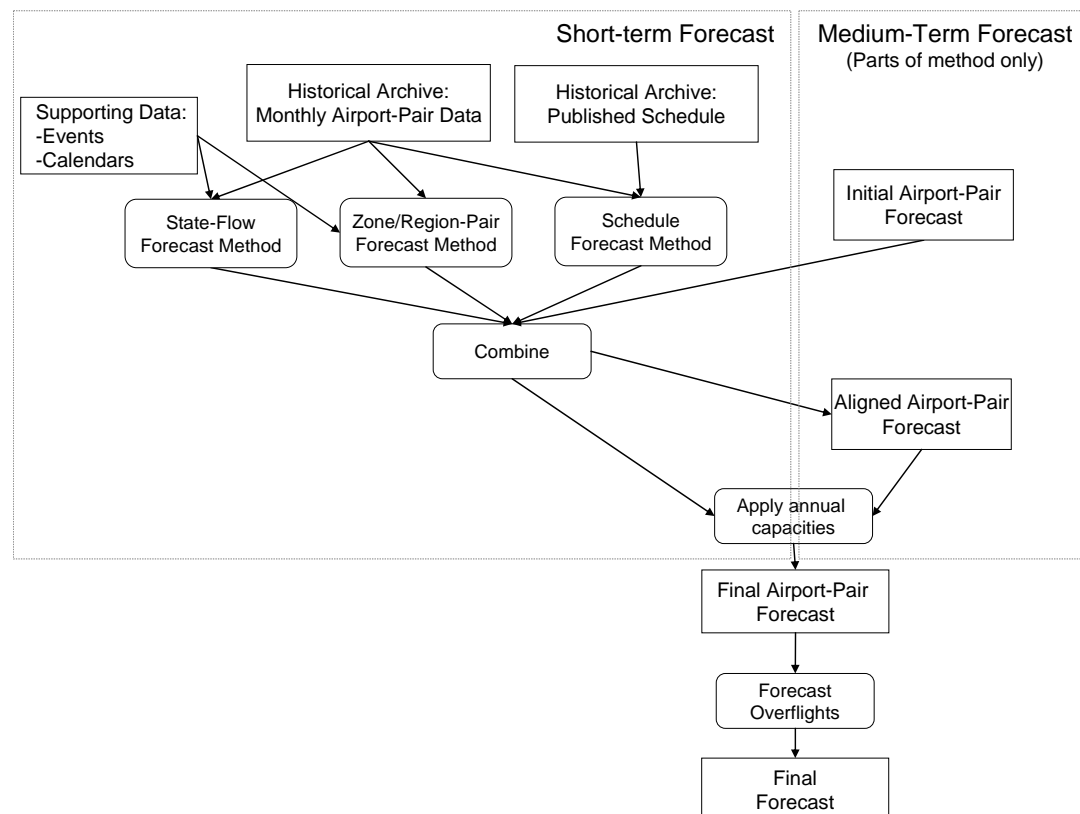 Short-term Forecast
Medium-Term Forecast
(Parts of method only)
Supporting Data:
-Events
-Calendars
Historical Archive:
Monthly Airport-Pair Data
Historical Archive:
Published Schedule
State-Flow
Forecast Method
Zone/Region-Pair
Forecast Method
Schedule
Forecast Method
Initial Airport-Pair
Forecast
Combine
Aligned Airport-Pair
Forecast
Apply annual
capacities
Final Airport-Pair
Forecast
Forecast
Overflights
Final
Forecast